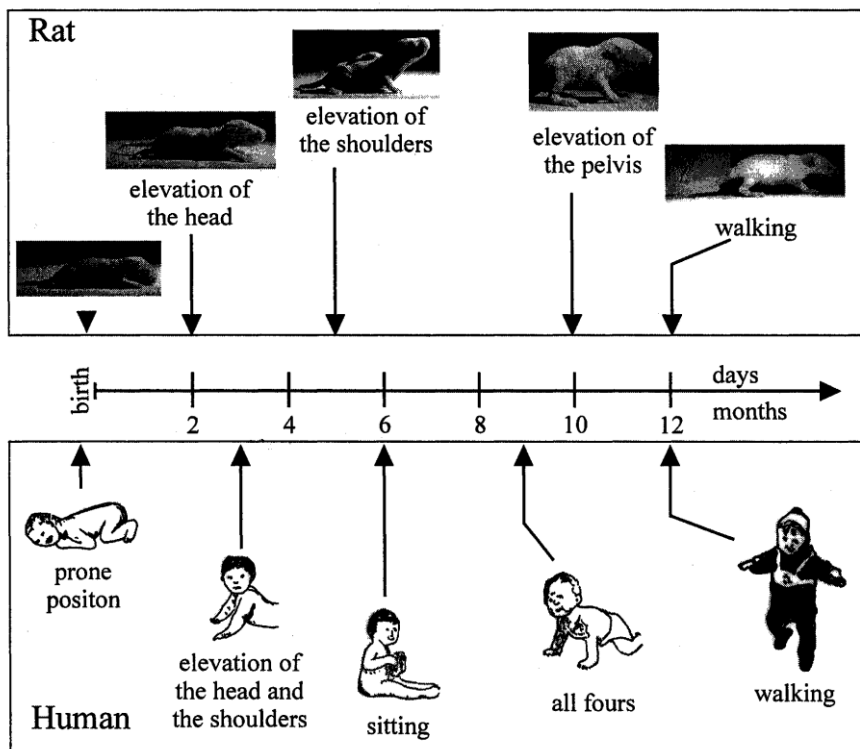 Rat
elevation of
the shoulders
elevation of
the pelvis
elevation of
the head
walking
birth
days
2 4 6 8 10 12 months
prone
positon
elevation of
the head and
the shoulders
sitting
all fours
walking
Human